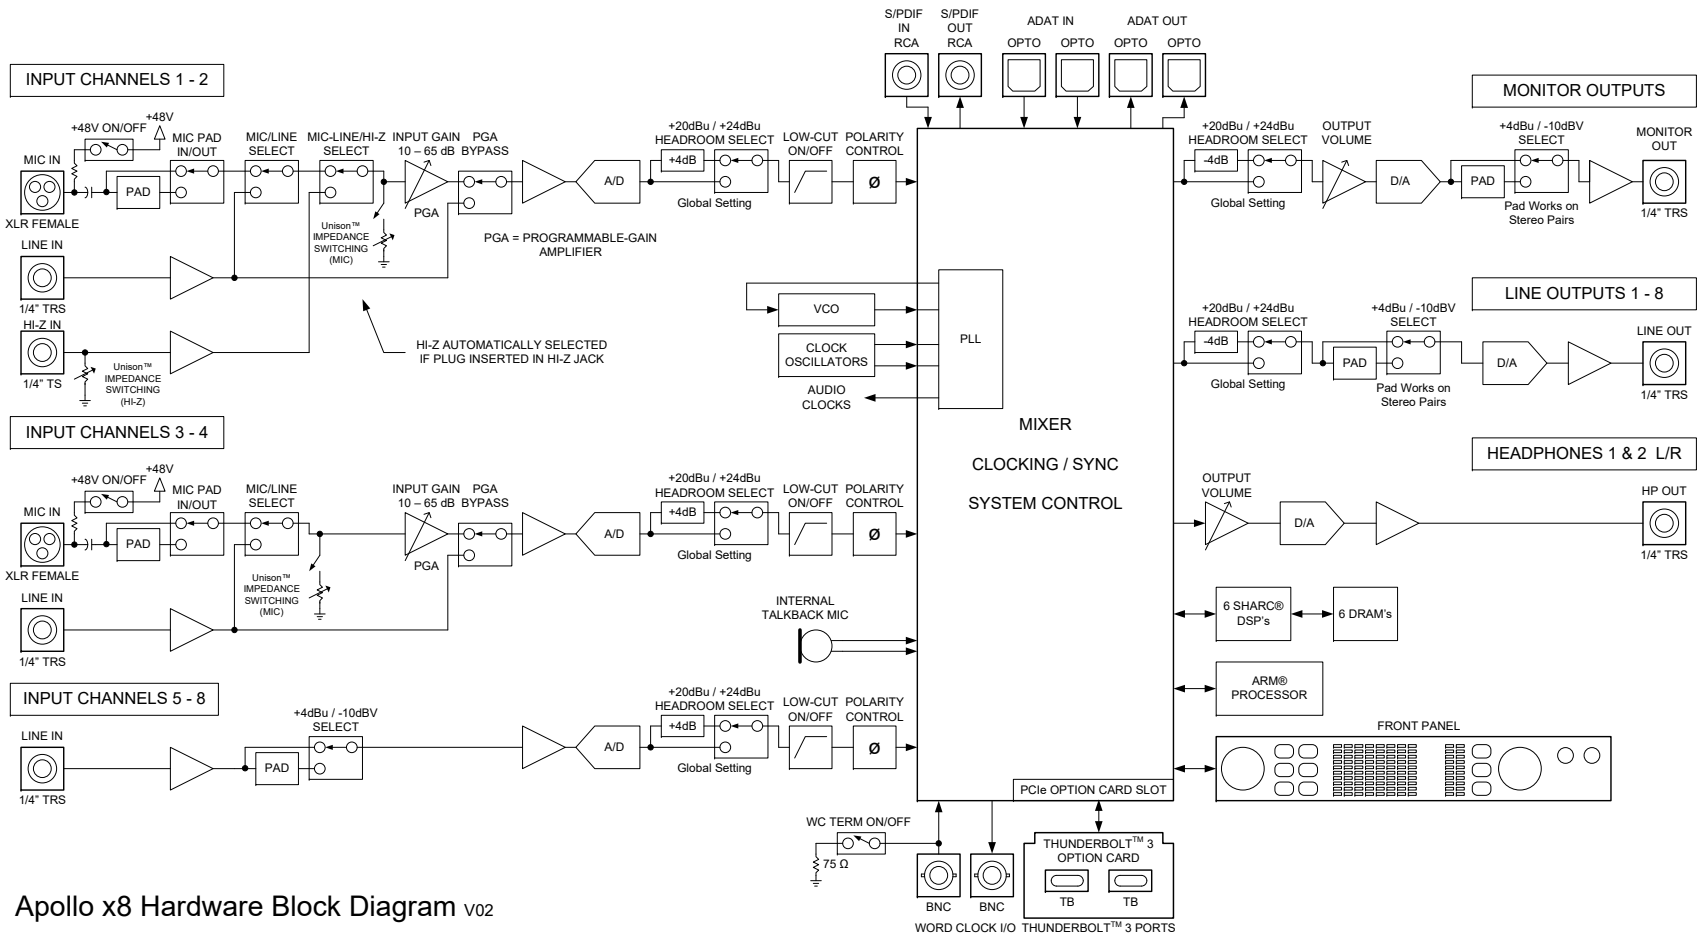 S/PDIF
IN
RCA
S/PDIF
OUT
RCA
ADAT IN
OPTO
OPTO
ADAT OUT
OPTO
OPTO
INPUT CHANNELS 1 - 2
+48V ON/OFF
+48V
MIC IN
XLR FEMALE
PAD
MIC PAD
IN/OUT
MIC/LINE
SELECT
MIC-LINE/HI-Z
SELECT
INPUT GAIN
10 – 65 dB
PGA
PGA
BYPASS
A/D
+20dBu / +24dBu
HEADROOM SELECT
+4dB
Global Setting
LOW-CUT
ON/OFF
POLARITY
CONTROL
Ø
Unison™
IMPEDANCE
SWITCHING
(MIC)
PGA = PROGRAMMABLE-GAIN
AMPLIFIER
LINE IN
1/4" TRS
HI-Z IN
1/4" TS
Unison™
IMPEDANCE
SWITCHING
(HI-Z)
HI-Z AUTOMATICALLY SELECTED
IF PLUG INSERTED IN HI-Z JACK
INPUT CHANNELS 3 - 4
+48V ON/OFF
+48V
MIC IN
XLR FEMALE
PAD
MIC PAD
IN/OUT
MIC/LINE
SELECT
INPUT GAIN
10 – 65 dB
PGA
PGA
BYPASS
A/D
+20dBu / +24dBu
HEADROOM SELECT
+4dB
Global Setting
LOW-CUT
ON/OFF
POLARITY
CONTROL
Ø
Unison™
IMPEDANCE
SWITCHING
(MIC)
LINE IN
1/4" TRS
INPUT CHANNELS 5 - 8
LINE IN
1/4" TRS
PAD
+4dBu / -10dBV
SELECT
A/D
+20dBu / +24dBu
HEADROOM SELECT
+4dB
Global Setting
LOW-CUT
ON/OFF
POLARITY
CONTROL
Ø
VCO
CLOCK
OSCILLATORS
AUDIO
CLOCKS
PLL
INTERNAL
TALKBACK MIC
MIXER
CLOCKING / SYNC
SYSTEM CONTROL
PCIe OPTION CARD SLOT
WC TERM ON/OFF
75 Ω
BNC
BNC
WORD CLOCK I/O
THUNDERBOLT™ 3
OPTION CARD
TB
TB
THUNDERBOLT™ 3 PORTS
MONITOR OUTPUTS
+20dBu / +24dBu
HEADROOM SELECT
-4dB
Global Setting
OUTPUT
VOLUME
D/A
PAD
+4dBu / -10dBV
SELECT
Pad Works on
Stereo Pairs
MONITOR
OUT
1/4" TRS
LINE OUTPUTS 1 - 8
+20dBu / +24dBu
HEADROOM SELECT
-4dB
Global Setting
PAD
+4dBu / -10dBV
SELECT
Pad Works on
Stereo Pairs
D/A
LINE OUT
1/4" TRS
HEADPHONES 1 & 2 L/R
OUTPUT
VOLUME
D/A
HP OUT
1/4" TRS
6 SHARC®
DSP's
6 DRAM's
ARM®
PROCESSOR
FRONT PANEL
Apollo x8 Hardware Block Diagram V02